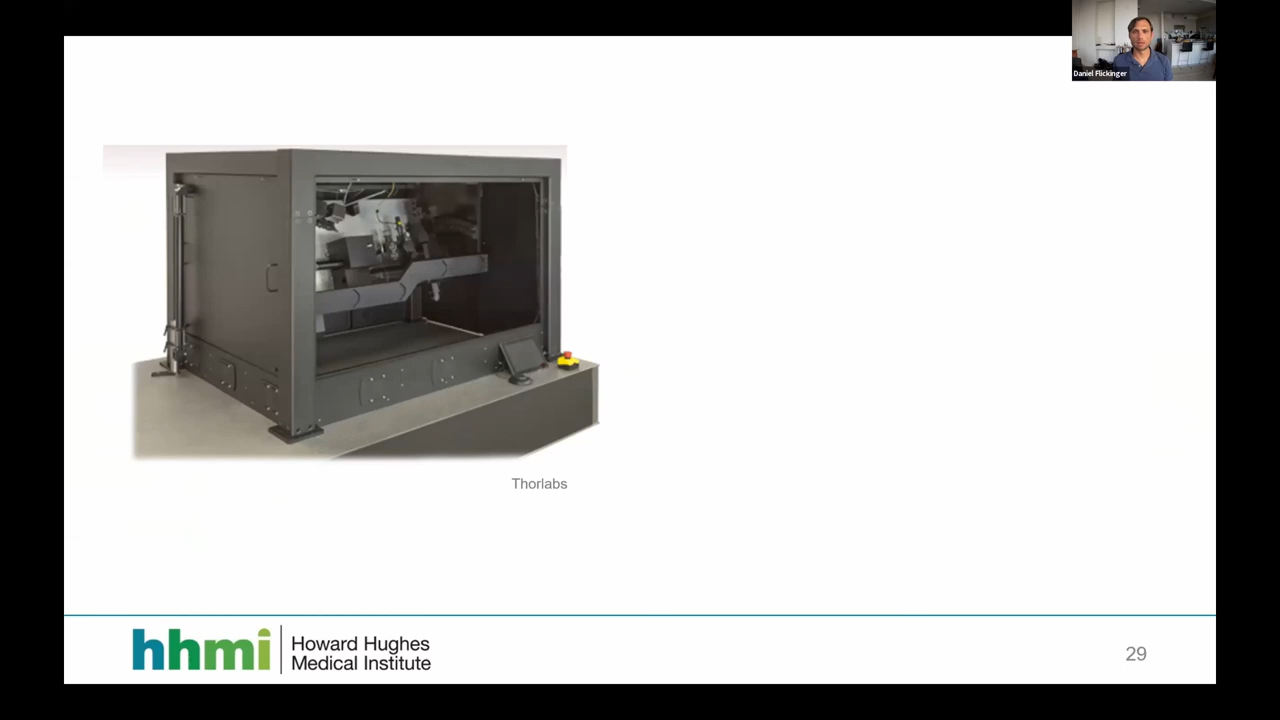 Daniel Flickinger
Thorlabs
hhmi
Howard Hughes
Medical Institute
29